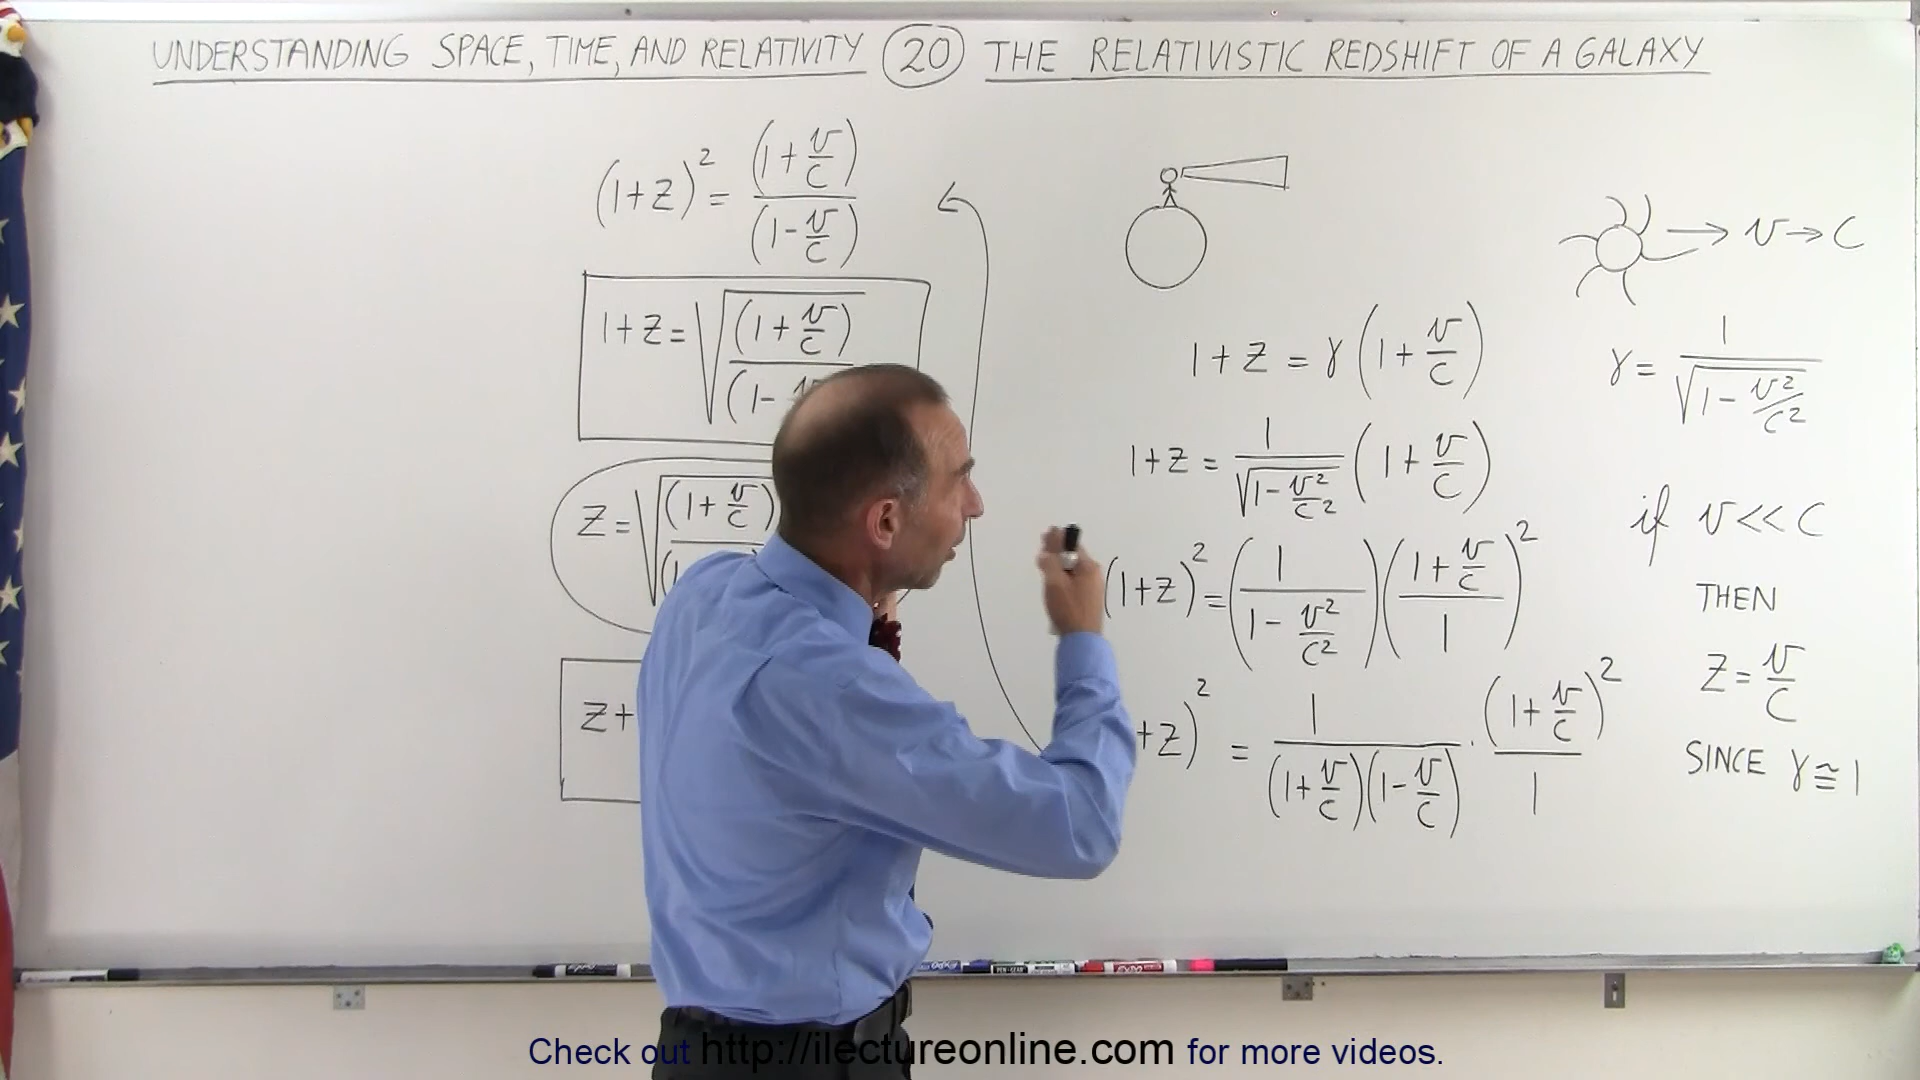 UNDERSTANDING SPACE, TIME, AND RELATIVITY 20 THE RELATIVISTIC REDSHIFT OF A GALAXY
(1+z)² = (1+v/c) / (1-v/c)
1+z = √((1+v/c) / (1-
z = √((1+v/c)
z+
v→c
1+z = γ(1+v/c)
γ = 1/√(1-v²/c²)
1+z = 1/√(1-v²/c²) (1+v/c)
(1+z)² = (1/(1-v²/c²)) ((1+v/c)/1)²
+z)² = 1/((1+v/c)(1-v/c)) · (1+v/c)²/1
if v<<c
THEN
z = v/c
SINCE γ≅1
EXPO
Check out http://ilectureonline.com for more videos.